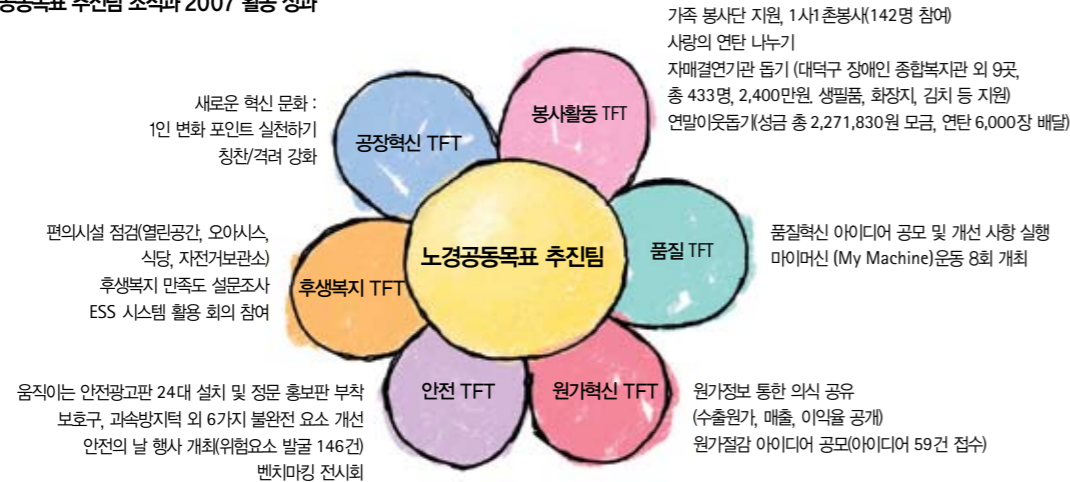 공동목표 추진팀 조직과 2007 활동 성과
가족 봉사단 지원, 1사1촌봉사(142명 참여)
사랑의 연탄 나누기
자매결연기관 돕기 (대덕구 장애인 종합복지관 외 9곳,
총 433명, 2,400만원. 생필품, 화장지, 김치 등 지원)
연말이웃돕기(성금 총 2,271,830원 모금, 연탄 6,000장 배달)
봉사활동 TFT
새로운 혁신 문화 :
1인 변화 포인트 실천하기
칭찬/격려 강화
공장혁신 TFT
노경공동목표 추진팀
품질 TFT
품질혁신 아이디어 공모 및 개선 사항 실행
마이머신 (My Machine)운동 8회 개최
편의시설 점검(열린공간, 오아시스,
식당, 자전거보관소)
후생복지 만족도 설문조사
ESS 시스템 활용 회의 참여
후생복지 TFT
움직이는 안전광고판 24대 설치 및 정문 홍보판 부착
보호구, 과속방지턱 외 6가지 불완전 요소 개선
안전의 날 행사 개최(위험요소 발굴 146건)
벤치마킹 전시회
안전 TFT
원가혁신 TFT
원가정보 통한 의식 공유
(수출원가, 매출, 이익율 공개)
원가절감 아이디어 공모(아이디어 59건 접수)